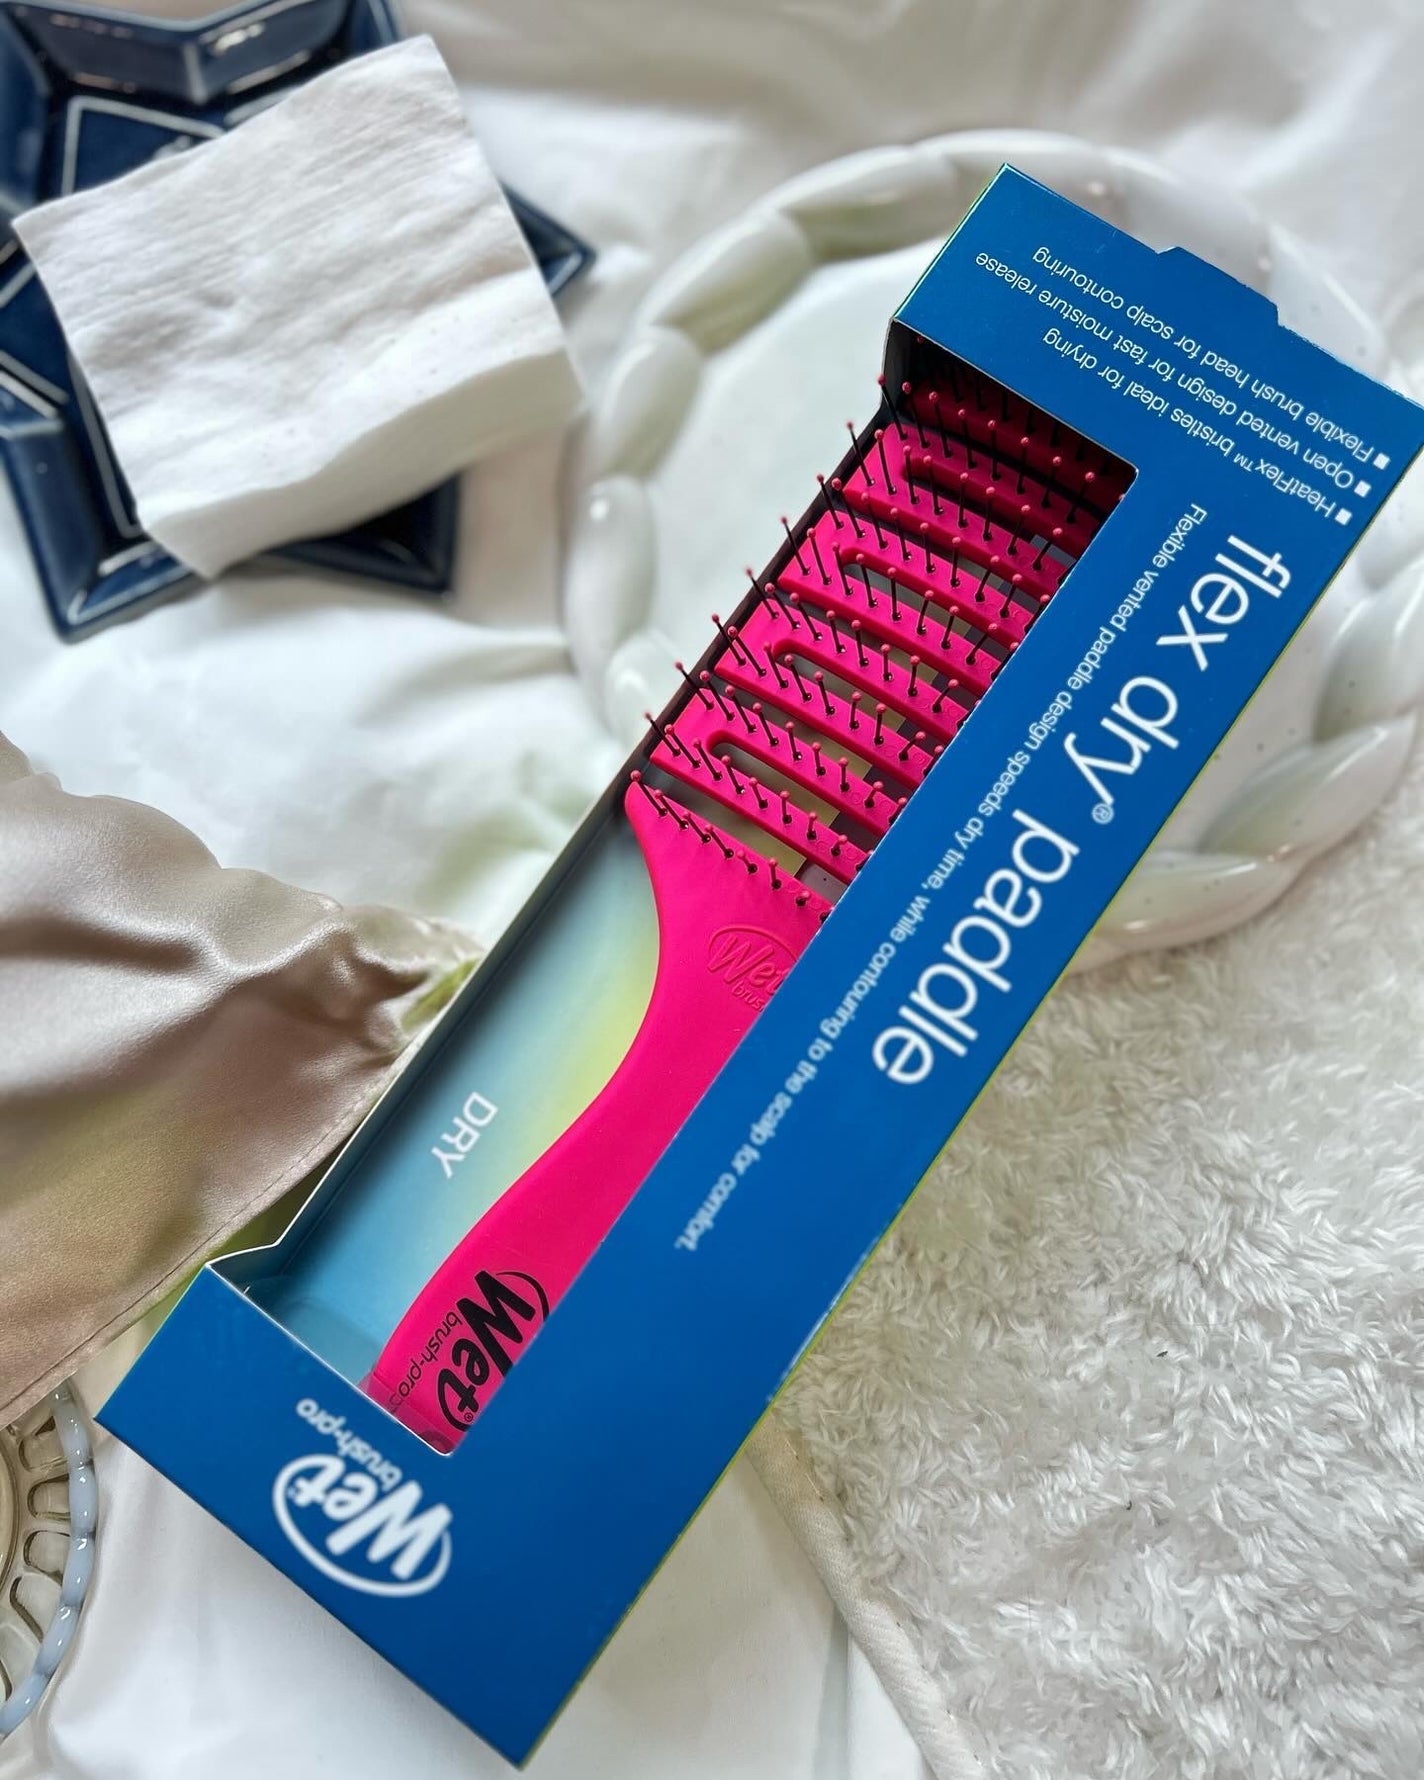 Wet
brush-pro
flex dry® paddle
Flexible vented paddle design speeds dry time, while contouring to the scalp for comfort.
■ HeatFlex™ bristles ideal for drying
■ Open vented design for fast moisture release
■ Flexible brush head for scalp contouring
DRY
Wet®
brush-pro
Wet
brus